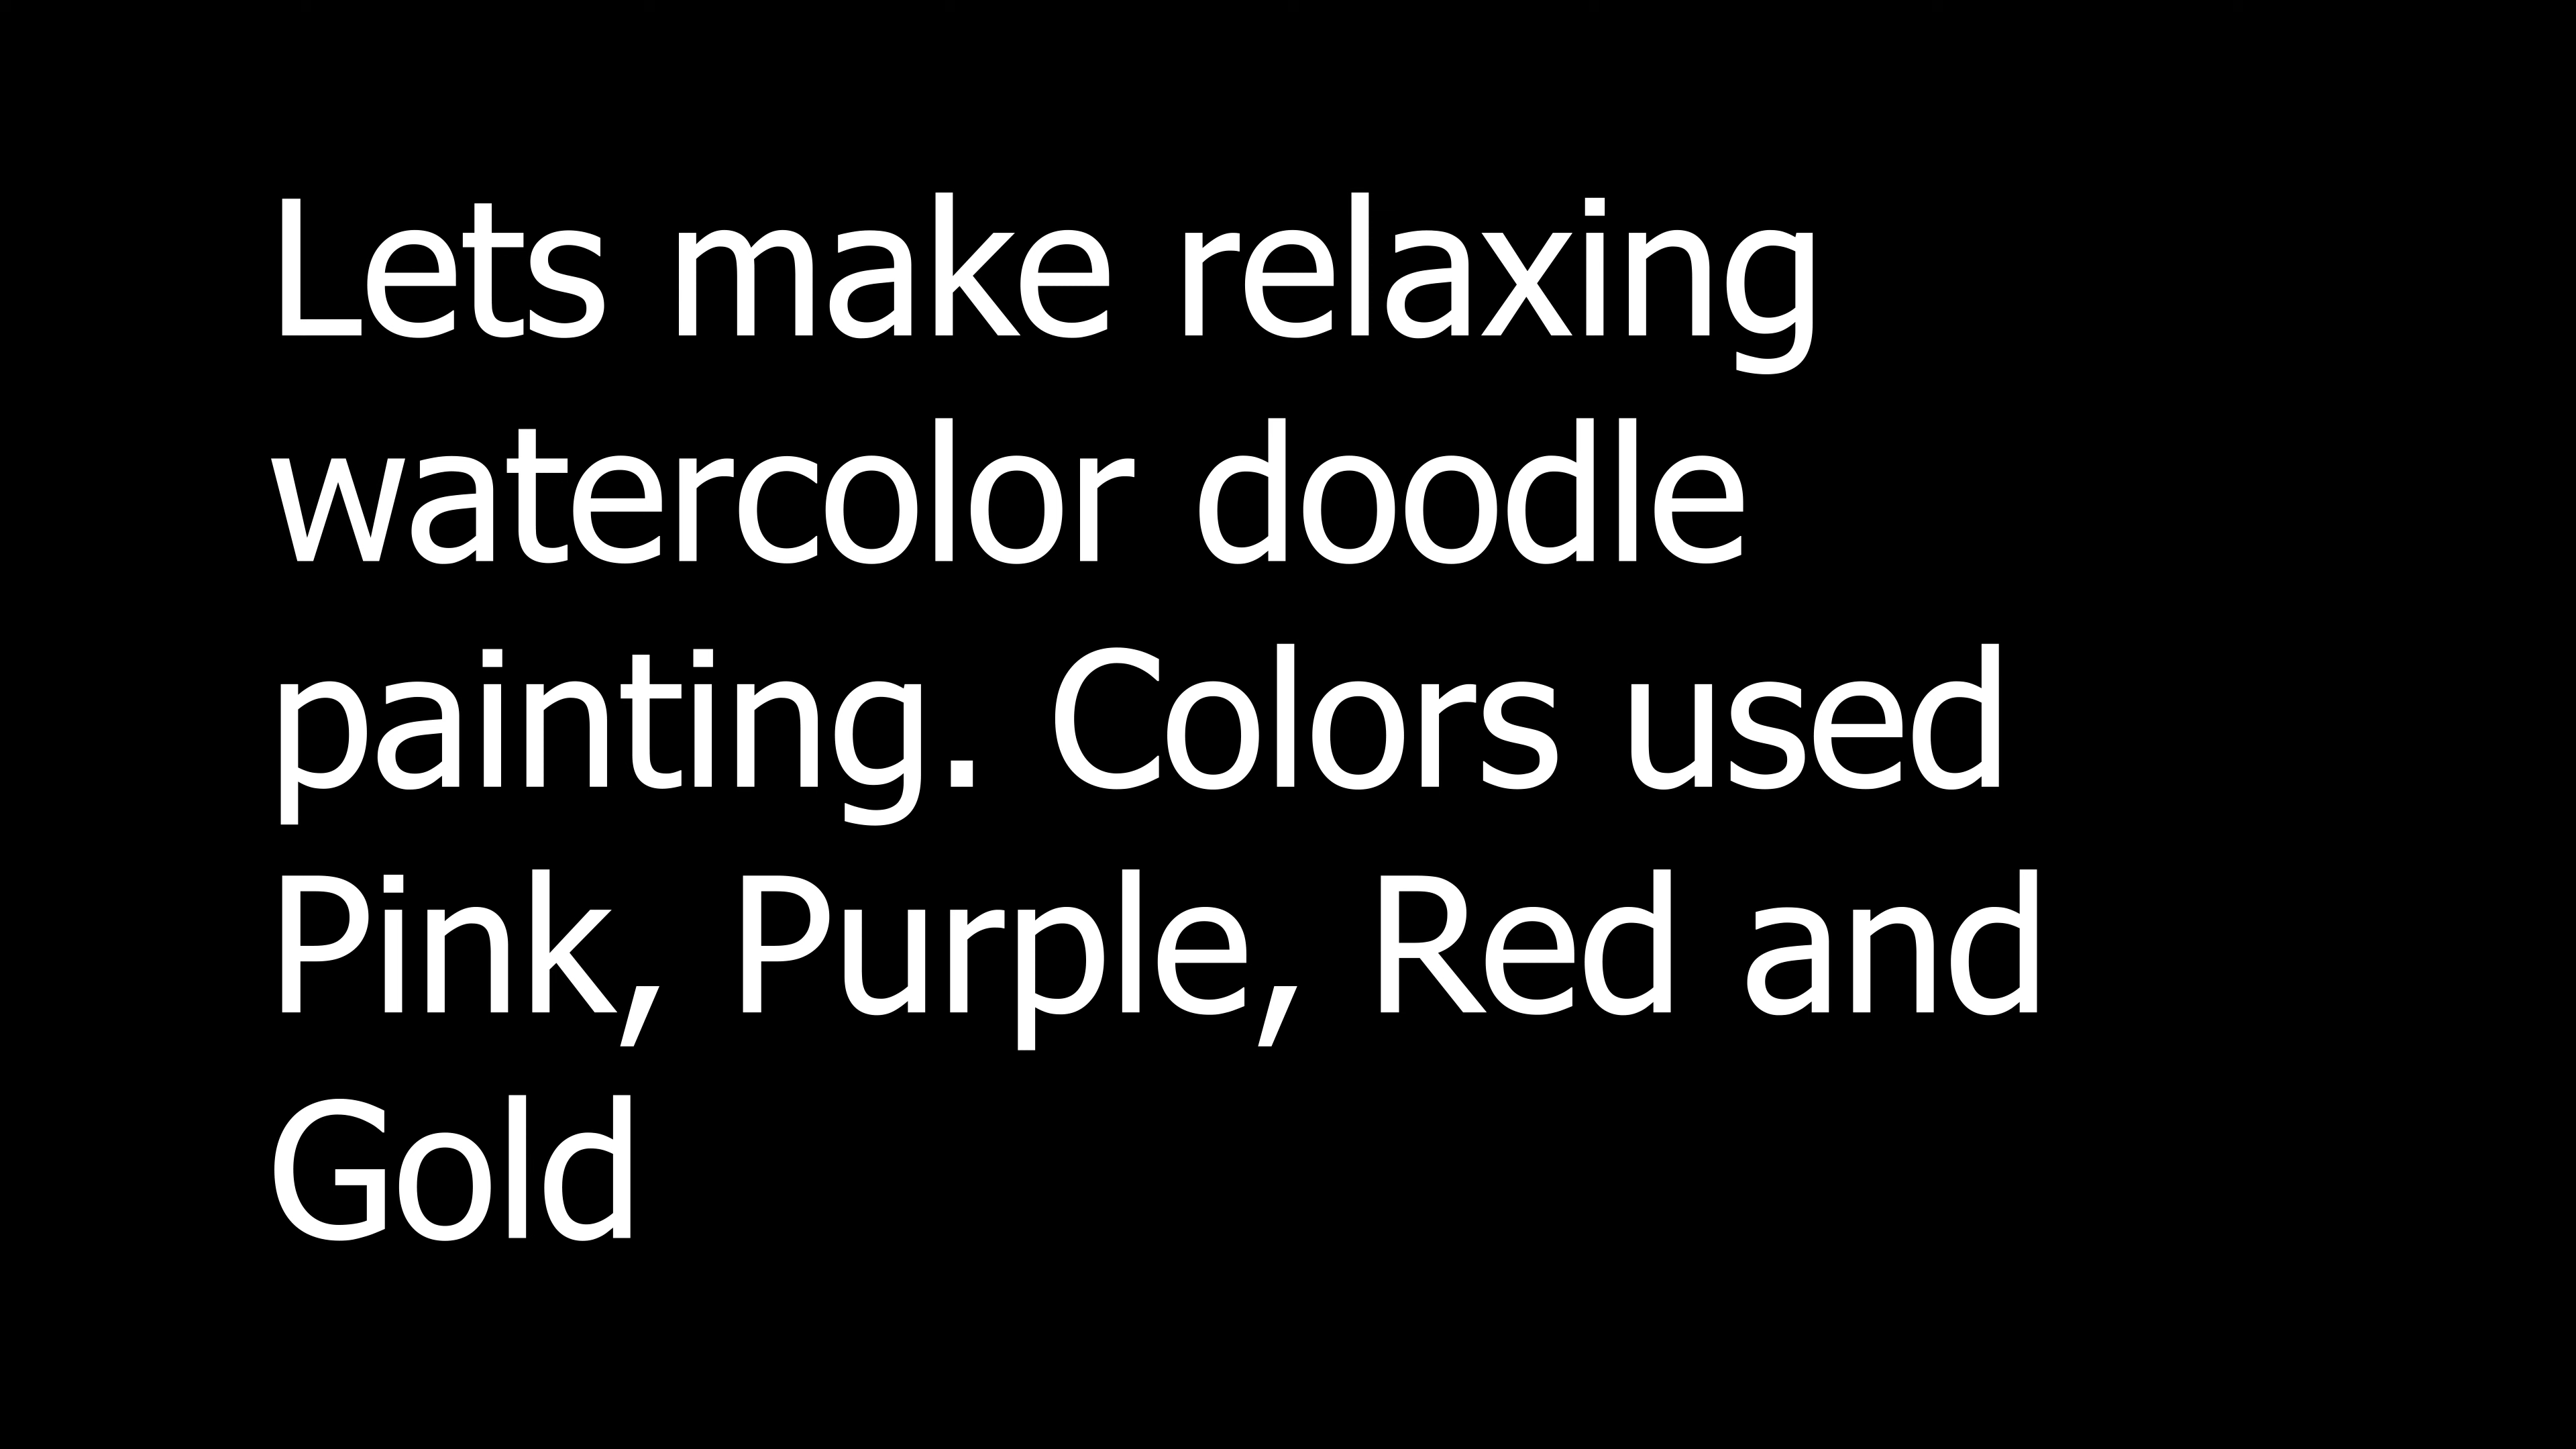 Lets make relaxing
watercolor doodle
painting. Colors used
Pink, Purple, Red and
Gold